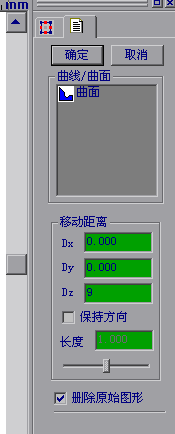 mm
确定 取消
曲线/曲面
曲面
移动距离
Dx 0.000
Dy 0.000
Dz 9
保持方向
长度 1.000
删除原始图形